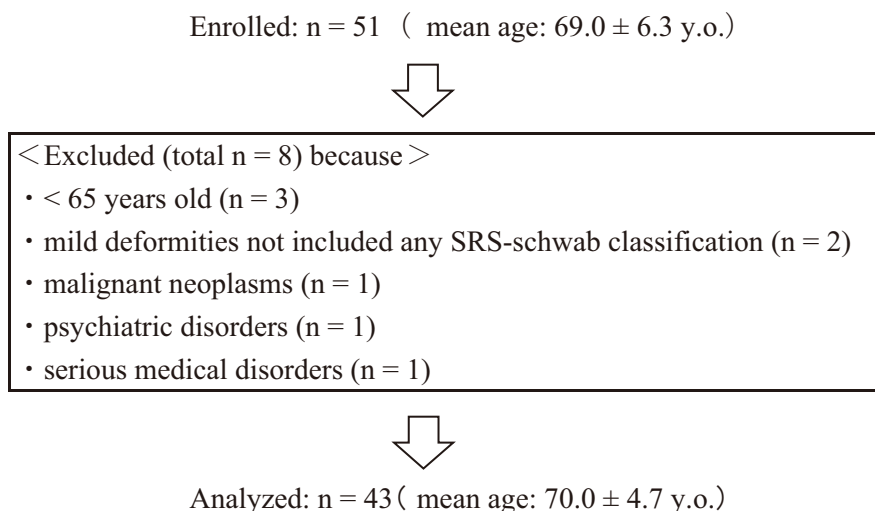 Enrolled: n = 51 ( mean age: 69.0 ± 6.3 y.o.)
＜Excluded (total n = 8) because＞
・< 65 years old (n = 3)
・mild deformities not included any SRS-schwab classification (n = 2)
・malignant neoplasms (n = 1)
・psychiatric disorders (n = 1)
・serious medical disorders (n = 1)
Analyzed: n = 43( mean age: 70.0 ± 4.7 y.o.)